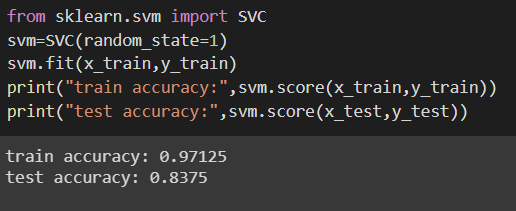 from sklearn.svm import SVC
svm=SVC(random_state=1)
svm.fit(x_train,y_train)
print("train accuracy:",svm.score(x_train,y_train))
print("test accuracy:",svm.score(x_test,y_test))
train accuracy: 0.97125
test accuracy: 0.8375